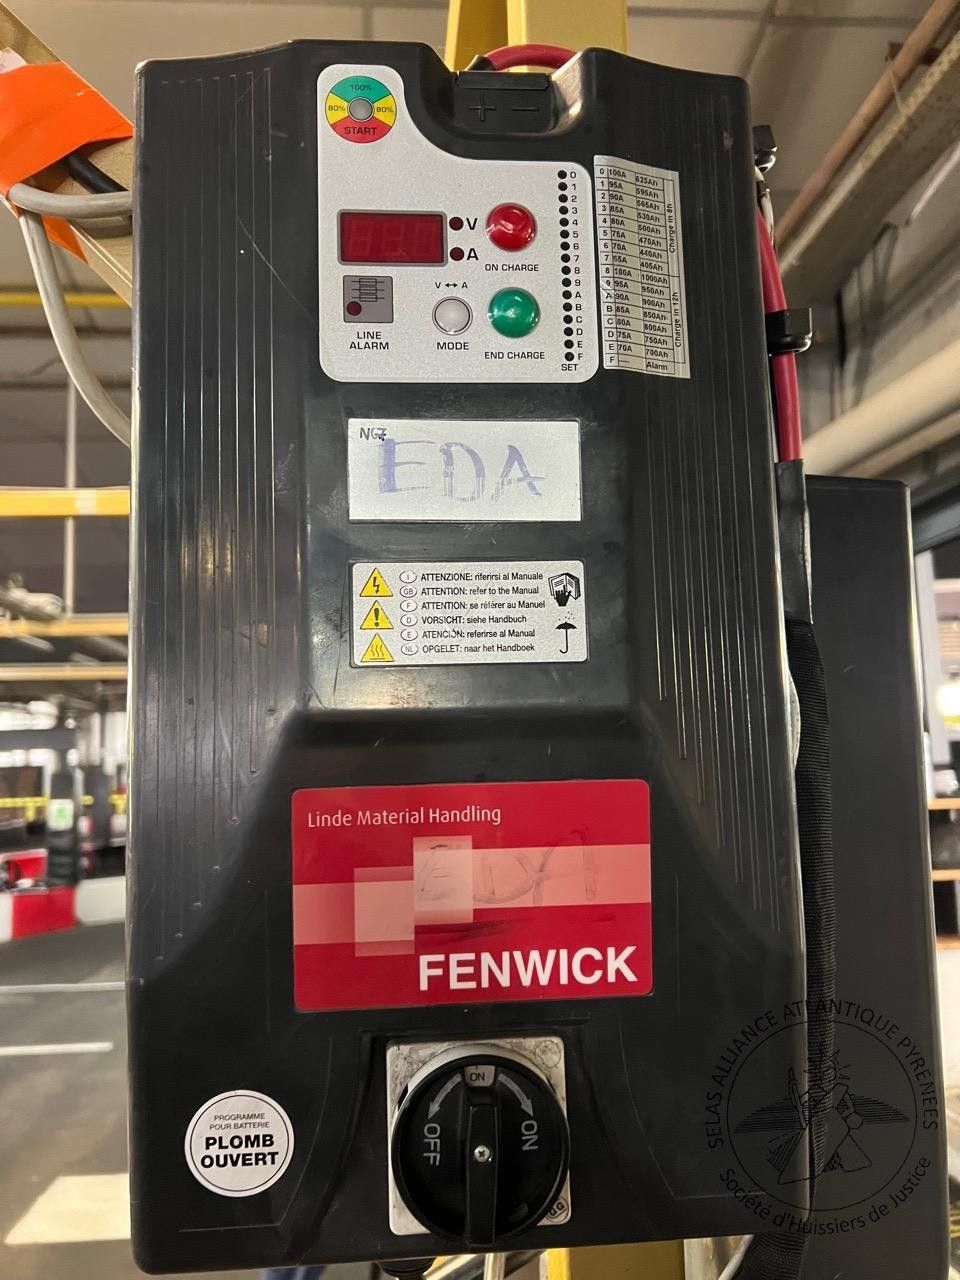 100%
80% 80%
START
+ −
V
A
ON CHARGE
V ↔ A
LINE
ALARM
MODE
END CHARGE
0
1
2
3
4
5
6
7
8
9
A
B
C
D
E
F
SET
0 100A 625Ah
1 95A 595Ah
2 90A 565Ah
3 85A 530Ah
4 80A 500Ah
5 75A 470Ah
6 70A 440Ah
7 65A 405Ah
Charge in 8h
8 100A 1000Ah
9 95A 950Ah
A 90A 900Ah
B 85A 850Ah
C 80A 800Ah
D 75A 750Ah
E 70A 700Ah
Charge in 12h
F — Alarm
EDA
I ATTENZIONE: riferirsi al Manuale
GB ATTENTION: refer to the Manual
F ATTENTION: se référer au Manuel
D VORSICHT: siehe Handbuch
E ATENCIÓN: referirse al Manual
NL OPGELET: naar het Handboek
Linde Material Handling
FENWICK
ON
OFF ON
PROGRAMME
POUR BATTERIE
PLOMB
OUVERT
SELAS ALLIANCE ATLANTIQUE PYRENEES
Société d'Huissiers de Justice